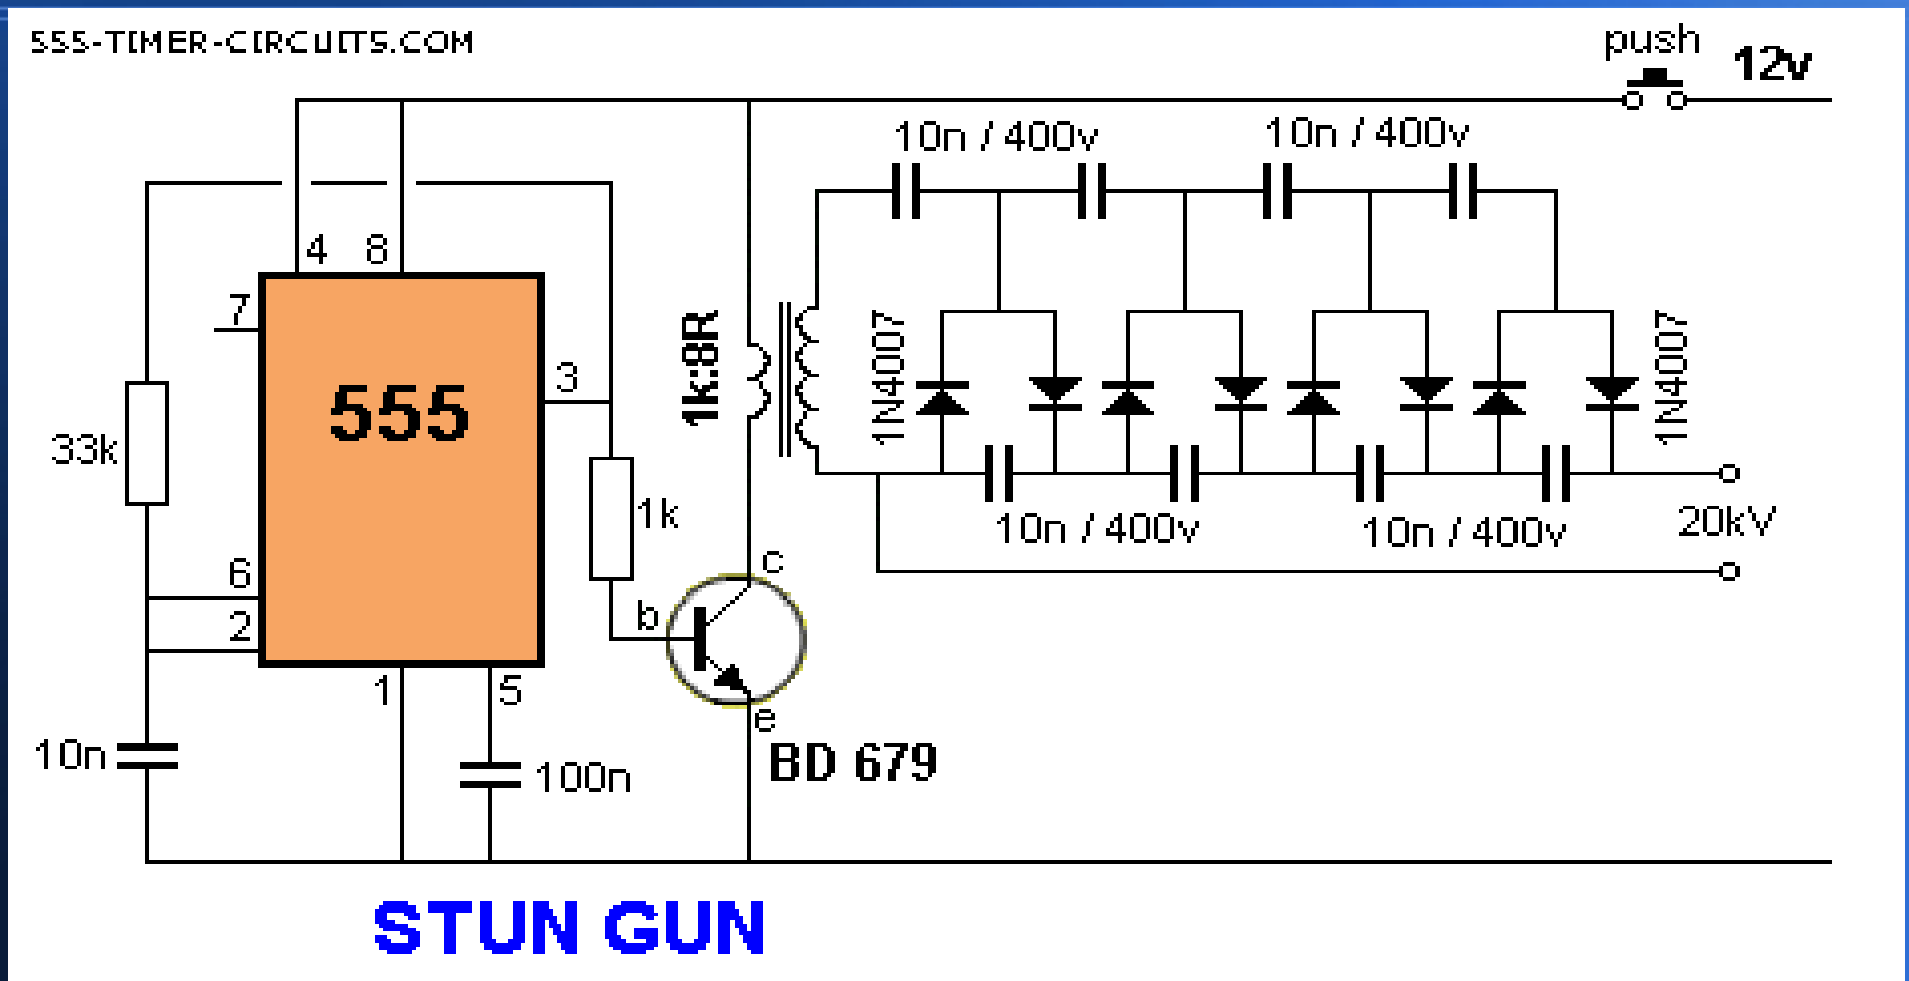 555-TIMER-CIRCUITS.COM
push
12v
10n / 400v
10n / 400v
4
8
7
3
555
33k
1k:8R
1N4007
1N4007
1k
6
2
b
c
e
10n / 400v
10n / 400v
20kV
1
5
BD 679
10n
100n
STUN GUN